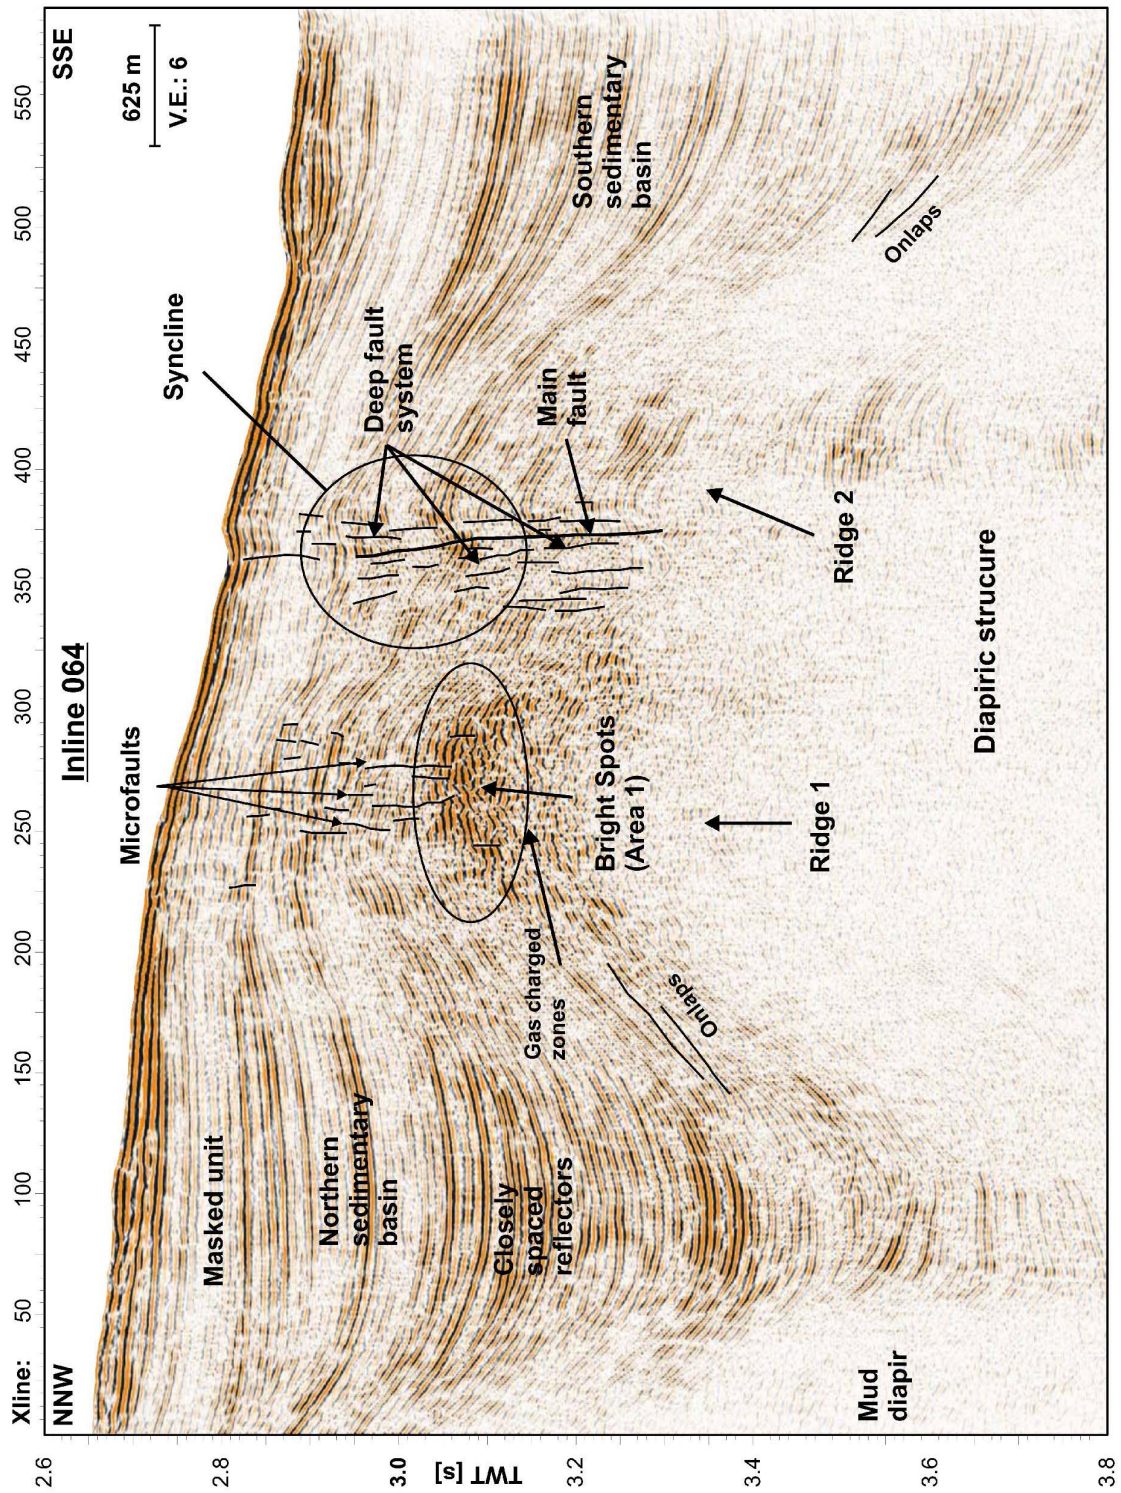 Inline 064
Xline:
50
100
150
200
250
300
350
400
450
500
550
NNW
SSE
625 m
V.E.: 6
Microfaults
Syncline
Deep fault
system
Main
fault
Masked unit
Northern
sedimentary
basin
Closely
spaced
reflectors
Southern
sedimentary
basin
Gas charged
zones
Bright Spots
(Area 1)
Onlaps
Onlaps
Ridge 1
Ridge 2
Diapiric strucure
Mud
diapir
TWT [s]
2.6
2.8
3.0
3.2
3.4
3.6
3.8